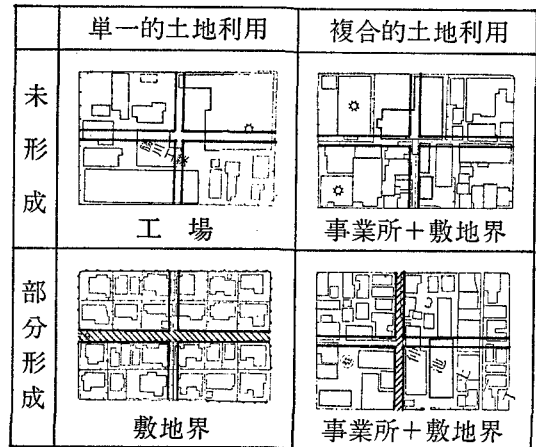 単一的土地利用
複合的土地利用
未形成
工場
事業所+敷地界
部分形成
敷地界
事業所+敷地界